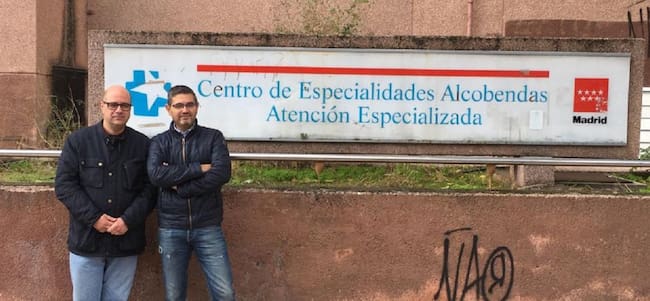 Centro de Especialidades Alcobendas
Atención Especializada
Madrid